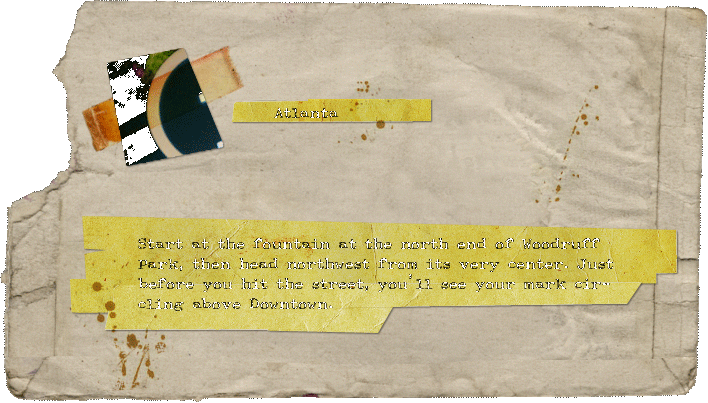 Atlanta
Start at the fountain at the north end of Woodruff
Park, then head northwest from its very center. Just
before you hit the street, you'll see your mark cir-
cling above Downtown.